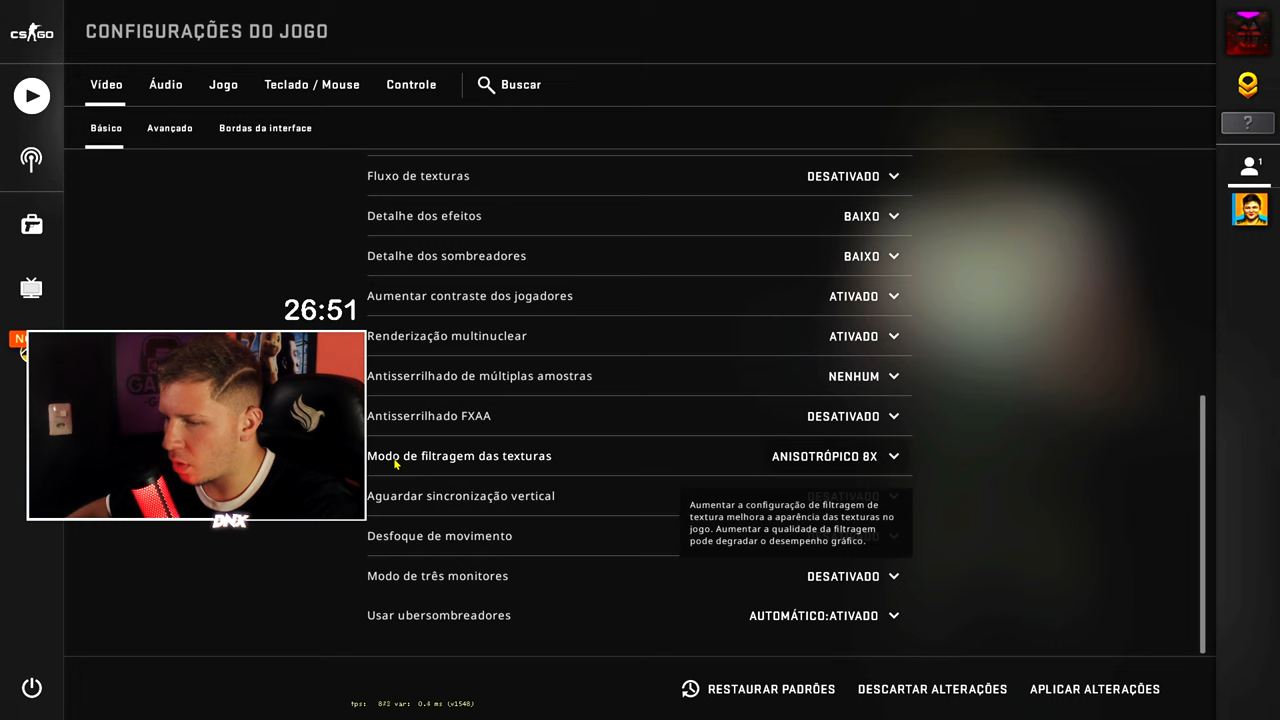 CS GO
CONFIGURAÇÕES DO JOGO
Vídeo
Áudio
Jogo
Teclado / Mouse
Controle
Buscar
?
Básico
Avançado
Bordas da interface
1
Fluxo de texturas DESATIVADO
Detalhe dos efeitos BAIXO
Detalhe dos sombreadores BAIXO
Aumentar contraste dos jogadores ATIVADO
26:51
Renderização multinuclear ATIVADO
Antisserrilhado de múltiplas amostras NENHUM
Antisserrilhado FXAA DESATIVADO
Modo de filtragem das texturas ANISOTRÓPICO 8X
Aguardar sincronização vertical DESATIVADO
Aumentar a configuração de filtragem de
textura melhora a aparência das texturas no
jogo. Aumentar a qualidade da filtragem
pode degradar o desempenho gráfico.
BNX
Desfoque de movimento
Modo de três monitores DESATIVADO
Usar ubersombreadores AUTOMÁTICO:ATIVADO
RESTAURAR PADRÕES
DESCARTAR ALTERAÇÕES
APLICAR ALTERAÇÕES